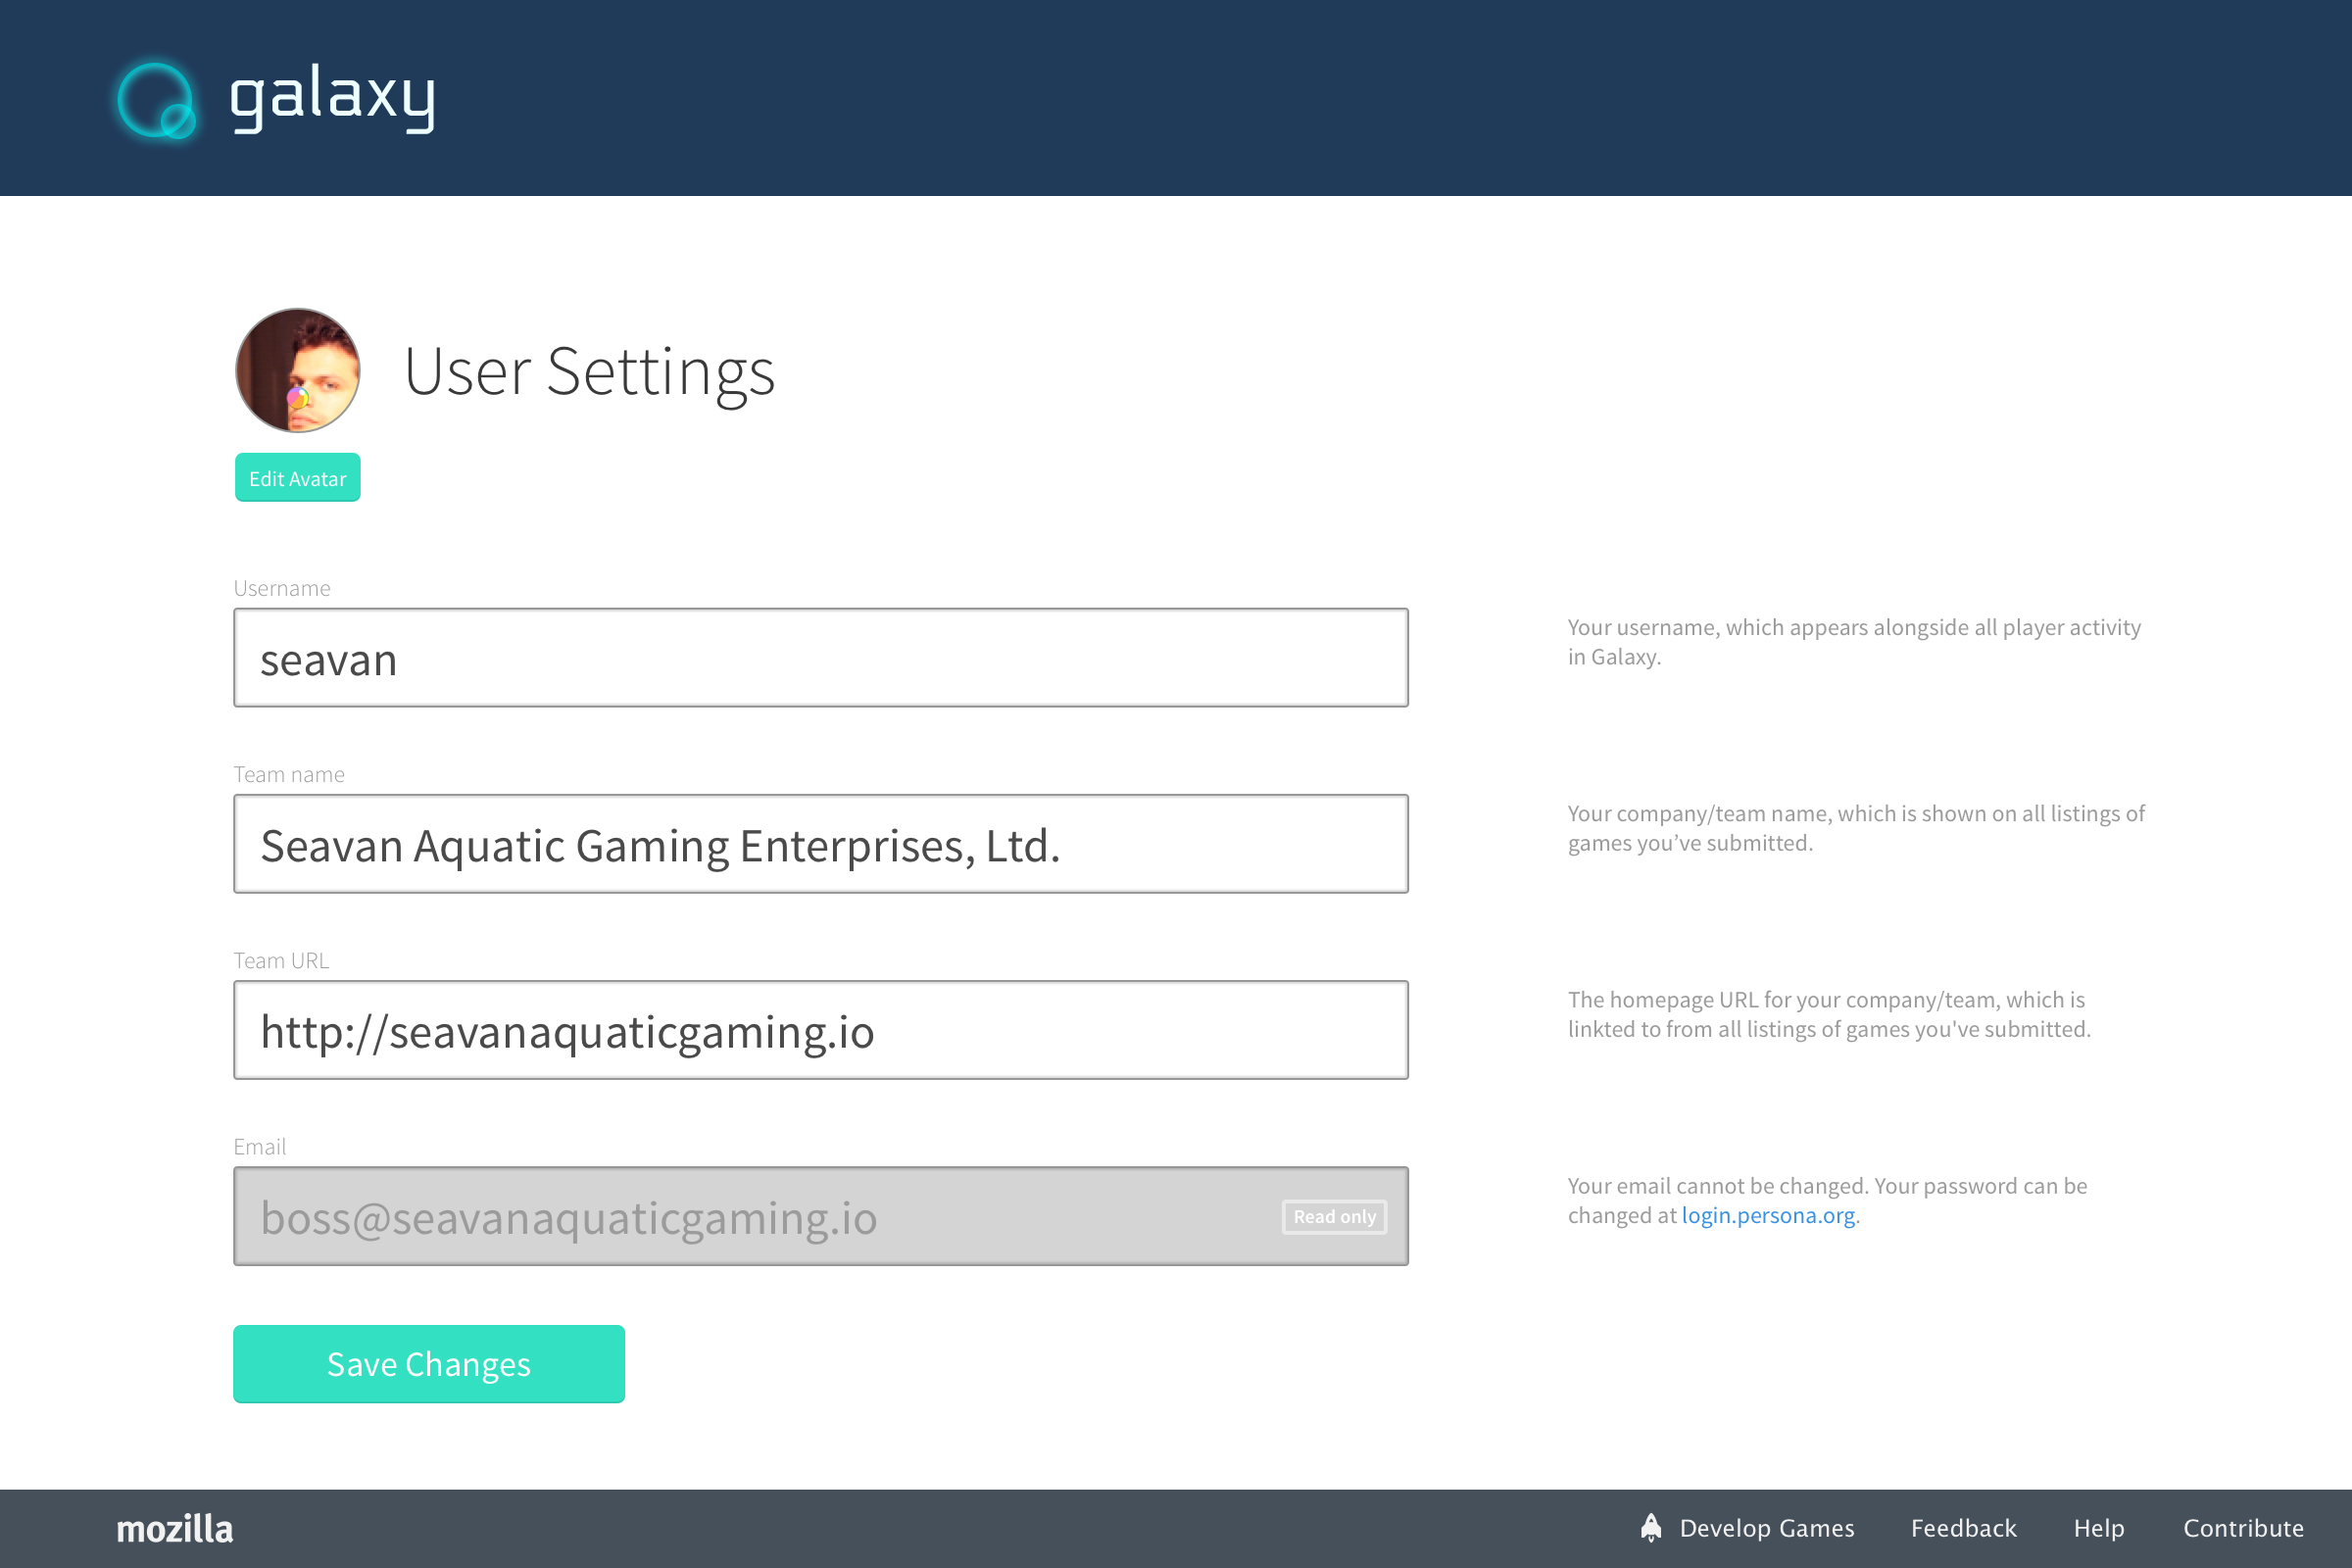 galaxy
User Settings
Edit Avatar
Username
seavan
Your username, which appears alongside all player activity
in Galaxy.
Team name
Seavan Aquatic Gaming Enterprises, Ltd.
Your company/team name, which is shown on all listings of
games you’ve submitted.
Team URL
http://seavanaquaticgaming.io
The homepage URL for your company/team, which is
linkted to from all listings of games you've submitted.
Email
boss@seavanaquaticgaming.io
Read only
Your email cannot be changed. Your password can be
changed at login.persona.org.
Save Changes
mozilla
Develop Games
Feedback
Help
Contribute